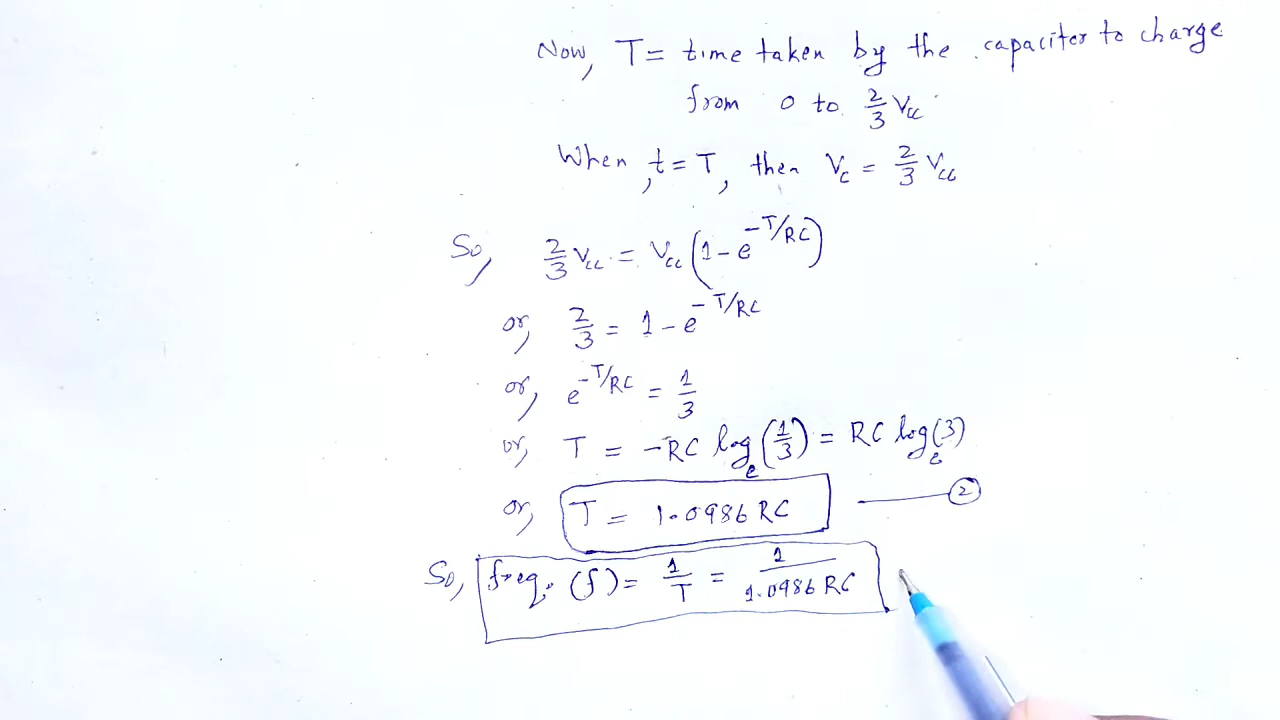 Now, T = time taken by the capacitor to charge
from 0 to 2/3 Vcc
When, t = T, then Vc = 2/3 Vcc
So, 2/3 Vcc = Vcc (1 - e^-T/RC)
or, 2/3 = 1 - e^-T/RC
or, e^-T/RC = 1/3
or, T = -RC logₑ(1/3) = RC logₑ(3)
or, T = 1.0986 RC ②
So, freq. (f) = 1/T = 1/1.0986 RC